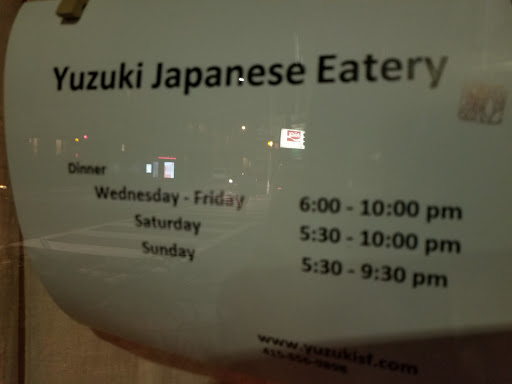 Yuzuki Japanese Eatery
Dinner
Wednesday - Friday 6:00 - 10:00 pm
Saturday 5:30 - 10:00 pm
Sunday 5:30 - 9:30 pm
www.yuzukisf.com